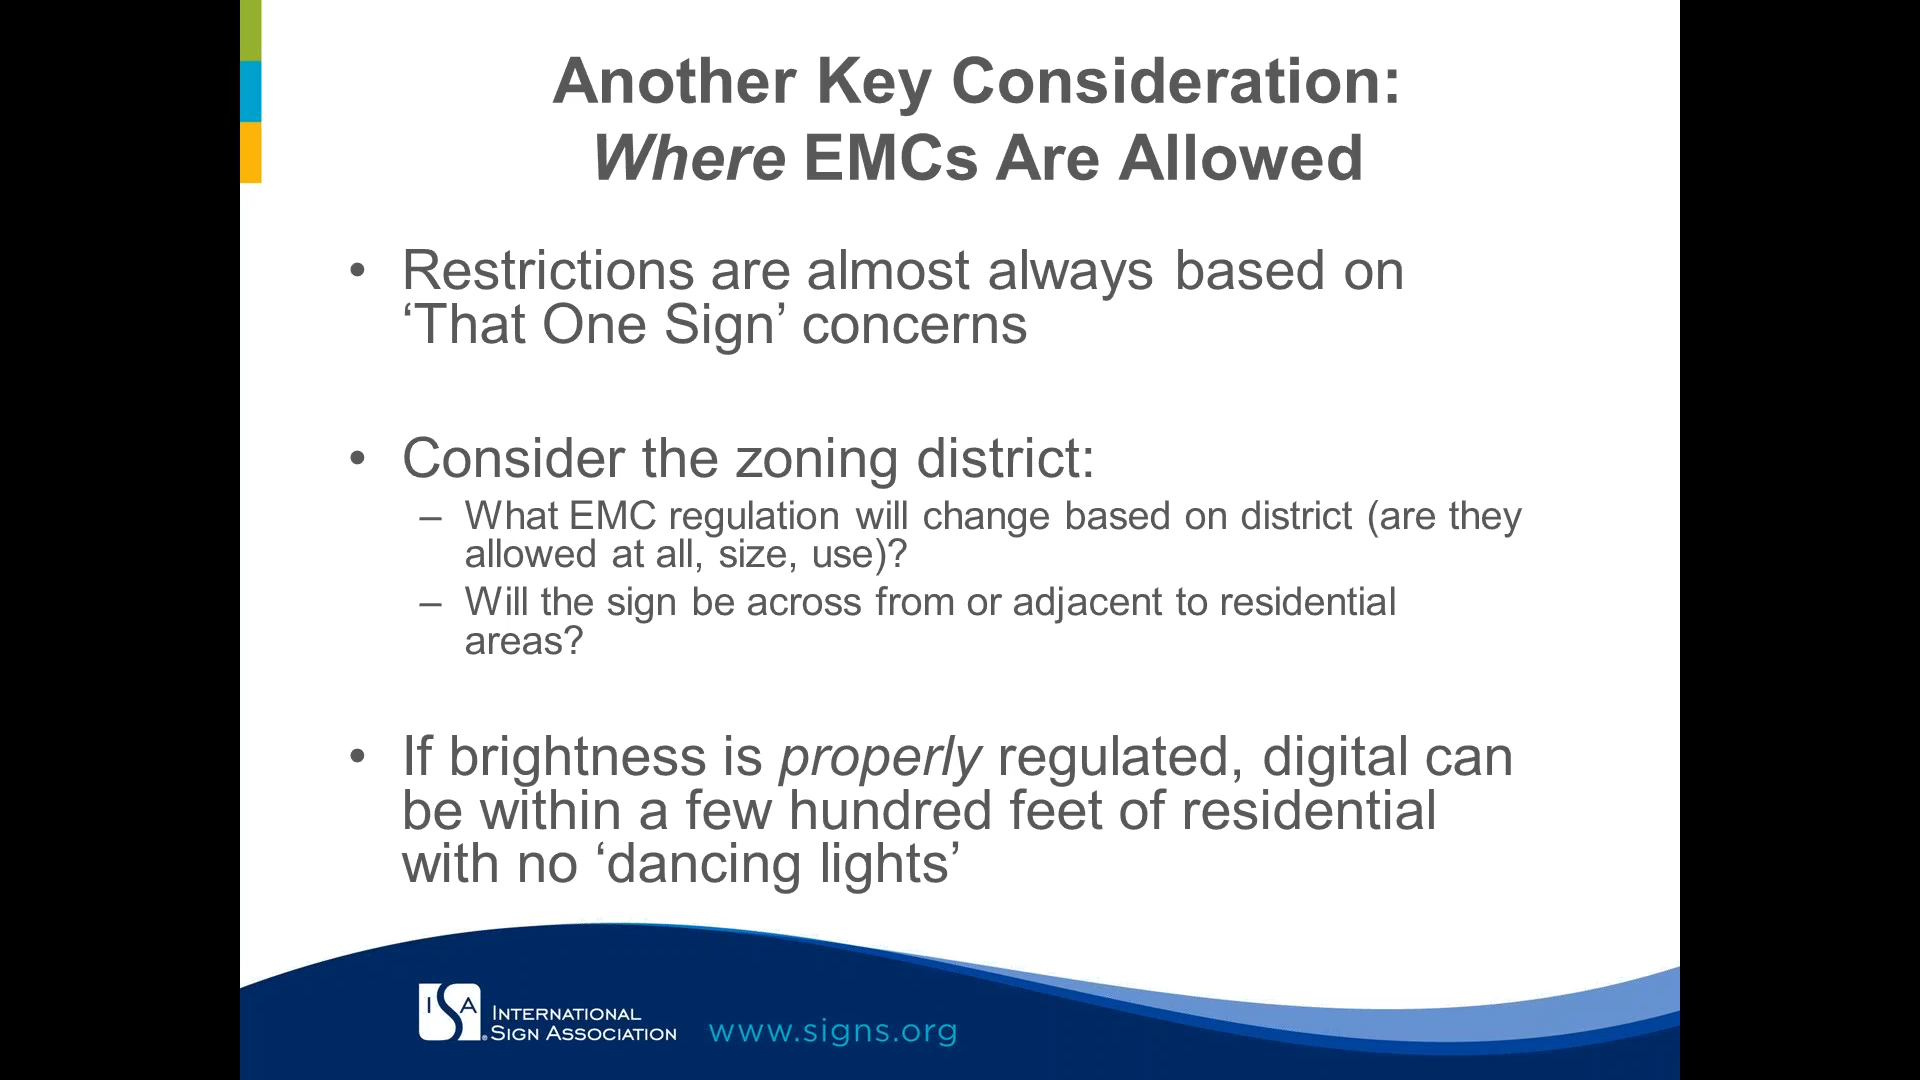 Another Key Consideration:
Where EMCs Are Allowed
• Restrictions are almost always based on
‘That One Sign’ concerns
• Consider the zoning district:
– What EMC regulation will change based on district (are they
allowed at all, size, use)?
– Will the sign be across from or adjacent to residential
areas?
• If brightness is properly regulated, digital can
be within a few hundred feet of residential
with no ‘dancing lights’
ISA
®
INTERNATIONAL
SIGN ASSOCIATION
www.signs.org